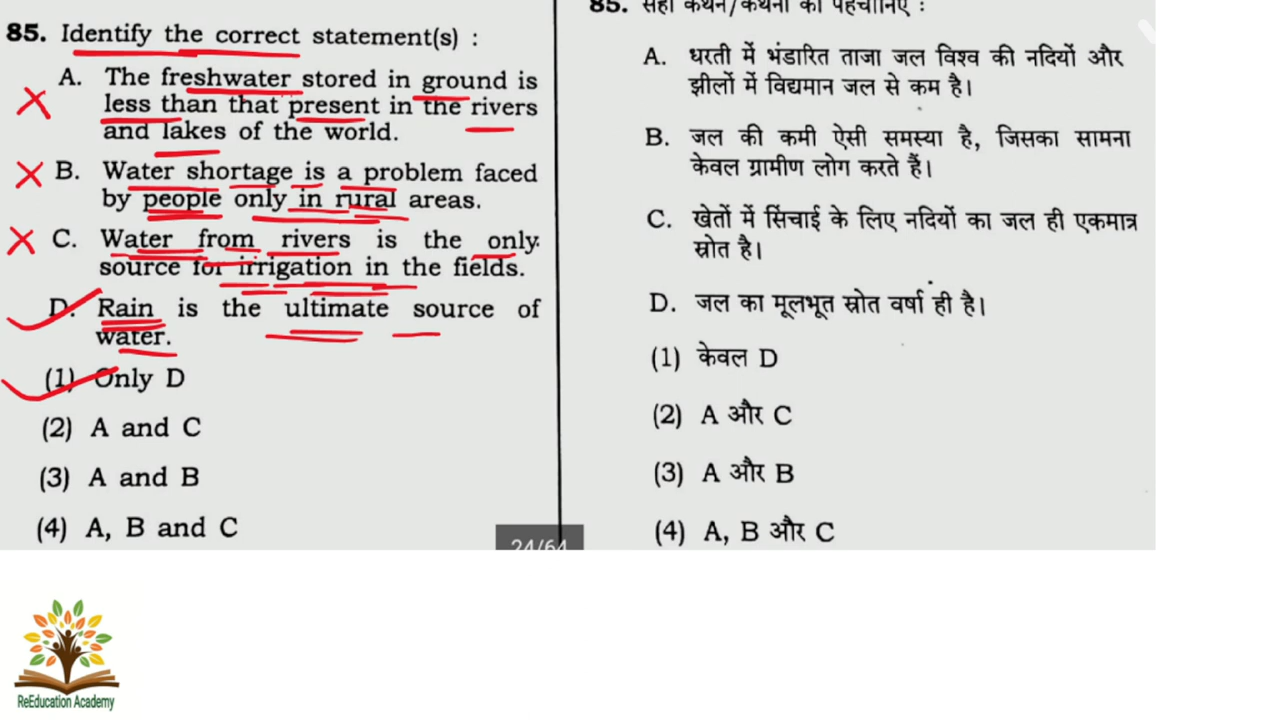 85. Identify the correct statement(s) :
A. The freshwater stored in ground is
less than that present in the rivers
and lakes of the world.
B. Water shortage is a problem faced
by people only in rural areas.
C. Water from rivers is the only
source for irrigation in the fields.
D. Rain is the ultimate source of
water.
(1) Only D
(2) A and C
(3) A and B
(4) A, B and C
24/64
85. सही कथन/कथनों को पहचानिए :
A. धरती में भंडारित ताजा जल विश्व की नदियों और
झीलों में विद्यमान जल से कम है।
B. जल की कमी ऐसी समस्या है, जिसका सामना
केवल ग्रामीण लोग करते हैं।
C. खेतों में सिंचाई के लिए नदियों का जल ही एकमात्र
स्रोत है।
D. जल का मूलभूत स्रोत वर्षा ही है।
(1) केवल D
(2) A और C
(3) A और B
(4) A, B और C
ReEducation Academy